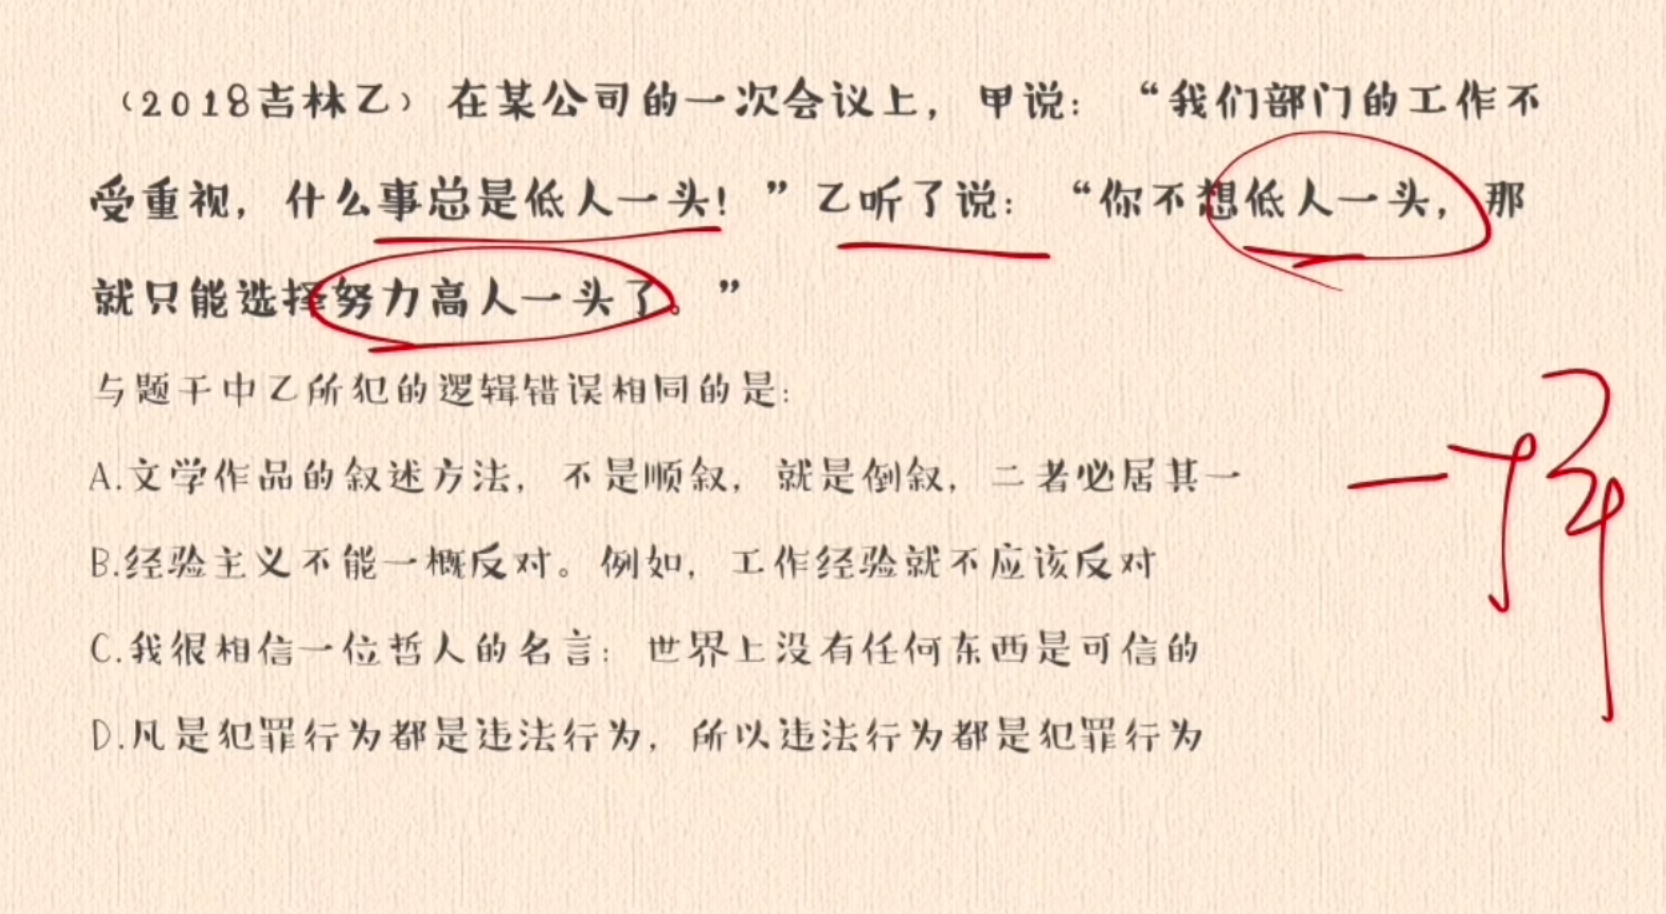 （2018吉林乙）在某公司的一次会议上，甲说：“我们部门的工作不
受重视，什么事总是低人一头！”乙听了说：“你不想低人一头，那
就只能选择努力高人一头了。”
与题干中乙所犯的逻辑错误相同的是：
A.文学作品的叙述方法，不是顺叙，就是倒叙，二者必居其一
B.经验主义不能一概反对。例如，工作经验就不应该反对
C.我很相信一位哲人的名言：世界上没有任何东西是可信的
D.凡是犯罪行为都是违法行为，所以违法行为都是犯罪行为